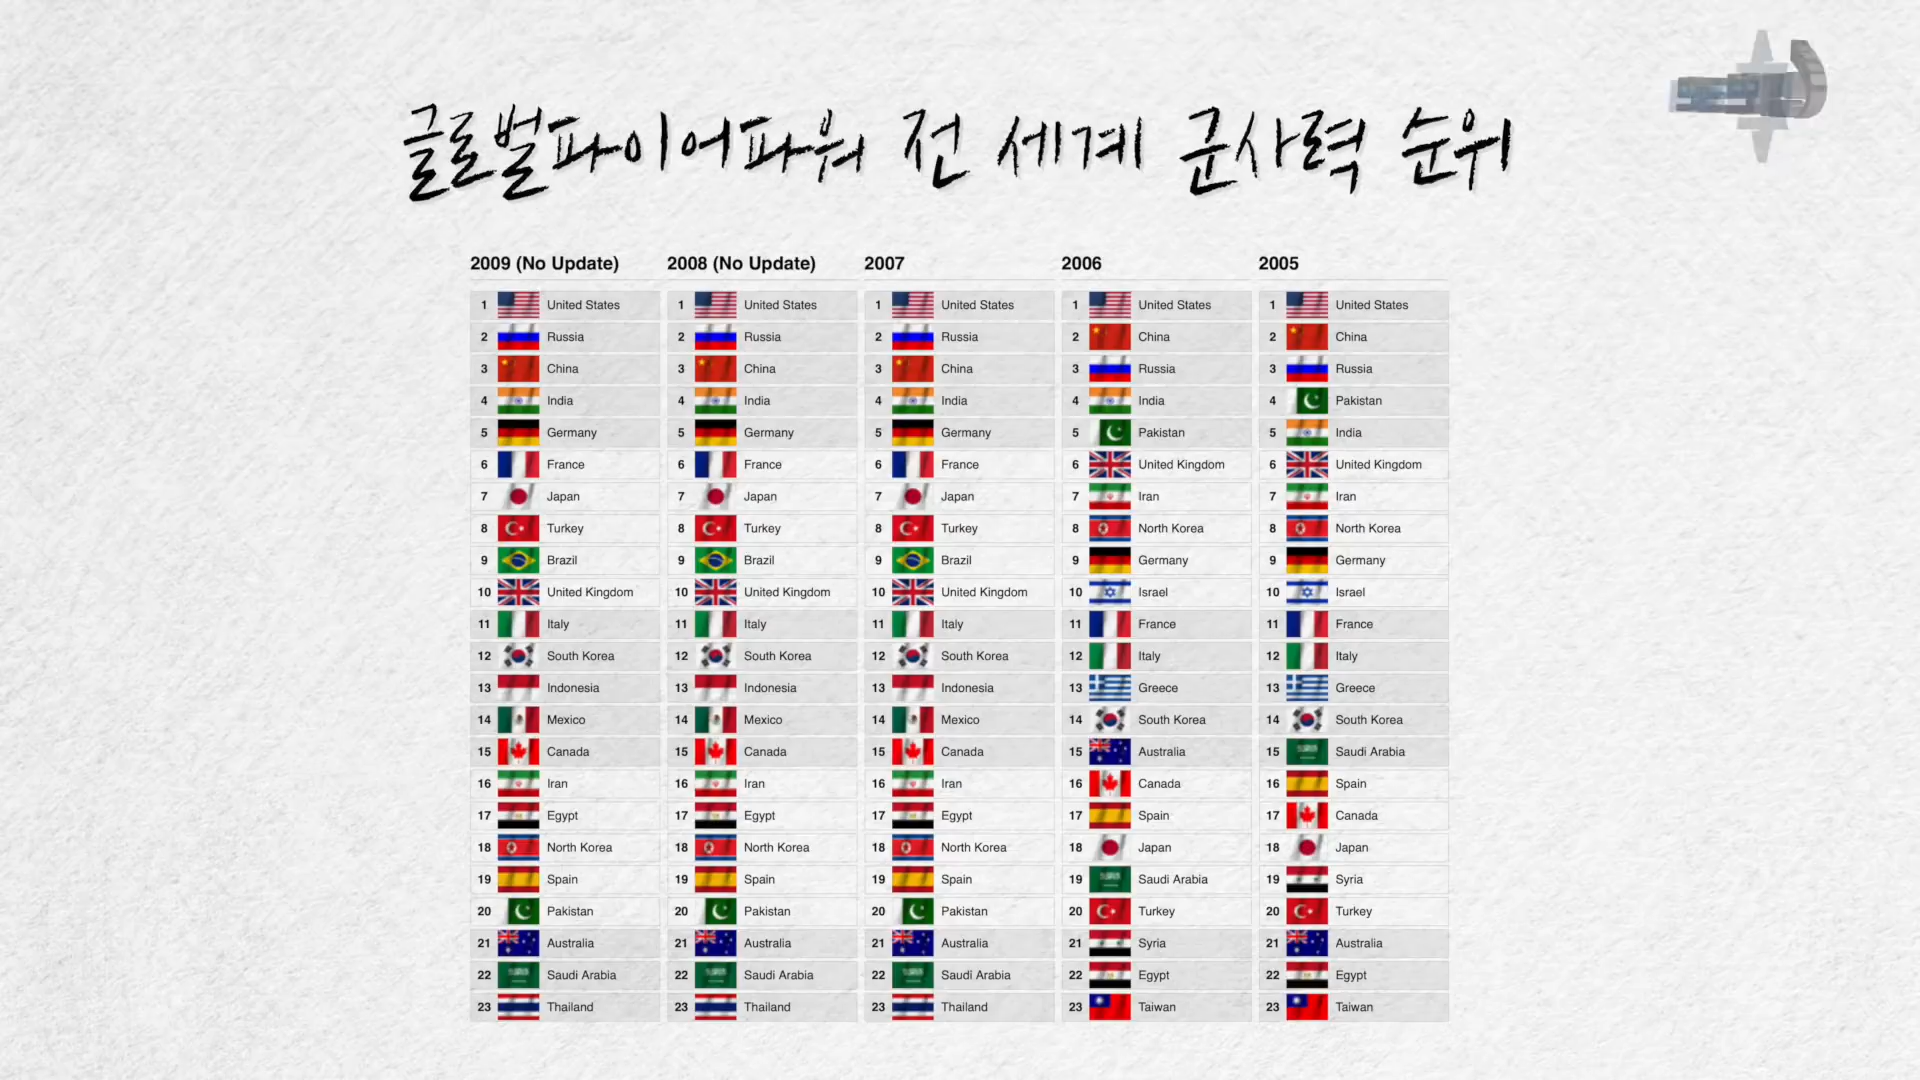 글로벌파이어파워 전 세계 군사력 순위
2009 (No Update) 2008 (No Update) 2007 2006 2005
1 United States 1 United States 1 United States 1 United States 1 United States
2 Russia 2 Russia 2 Russia 2 China 2 China
3 China 3 China 3 China 3 Russia 3 Russia
4 India 4 India 4 India 4 India 4 Pakistan
5 Germany 5 Germany 5 Germany 5 Pakistan 5 India
6 France 6 France 6 France 6 United Kingdom 6 United Kingdom
7 Japan 7 Japan 7 Japan 7 Iran 7 Iran
8 Turkey 8 Turkey 8 Turkey 8 North Korea 8 North Korea
9 Brazil 9 Brazil 9 Brazil 9 Germany 9 Germany
10 United Kingdom 10 United Kingdom 10 United Kingdom 10 Israel 10 Israel
11 Italy 11 Italy 11 Italy 11 France 11 France
12 South Korea 12 South Korea 12 South Korea 12 Italy 12 Italy
13 Indonesia 13 Indonesia 13 Indonesia 13 Greece 13 Greece
14 Mexico 14 Mexico 14 Mexico 14 South Korea 14 South Korea
15 Canada 15 Canada 15 Canada 15 Australia 15 Saudi Arabia
16 Iran 16 Iran 16 Iran 16 Canada 16 Spain
17 Egypt 17 Egypt 17 Egypt 17 Spain 17 Canada
18 North Korea 18 North Korea 18 North Korea 18 Japan 18 Japan
19 Spain 19 Spain 19 Spain 19 Saudi Arabia 19 Syria
20 Pakistan 20 Pakistan 20 Pakistan 20 Turkey 20 Turkey
21 Australia 21 Australia 21 Australia 21 Syria 21 Australia
22 Saudi Arabia 22 Saudi Arabia 22 Saudi Arabia 22 Egypt 22 Egypt
23 Thailand 23 Thailand 23 Thailand 23 Taiwan 23 Taiwan